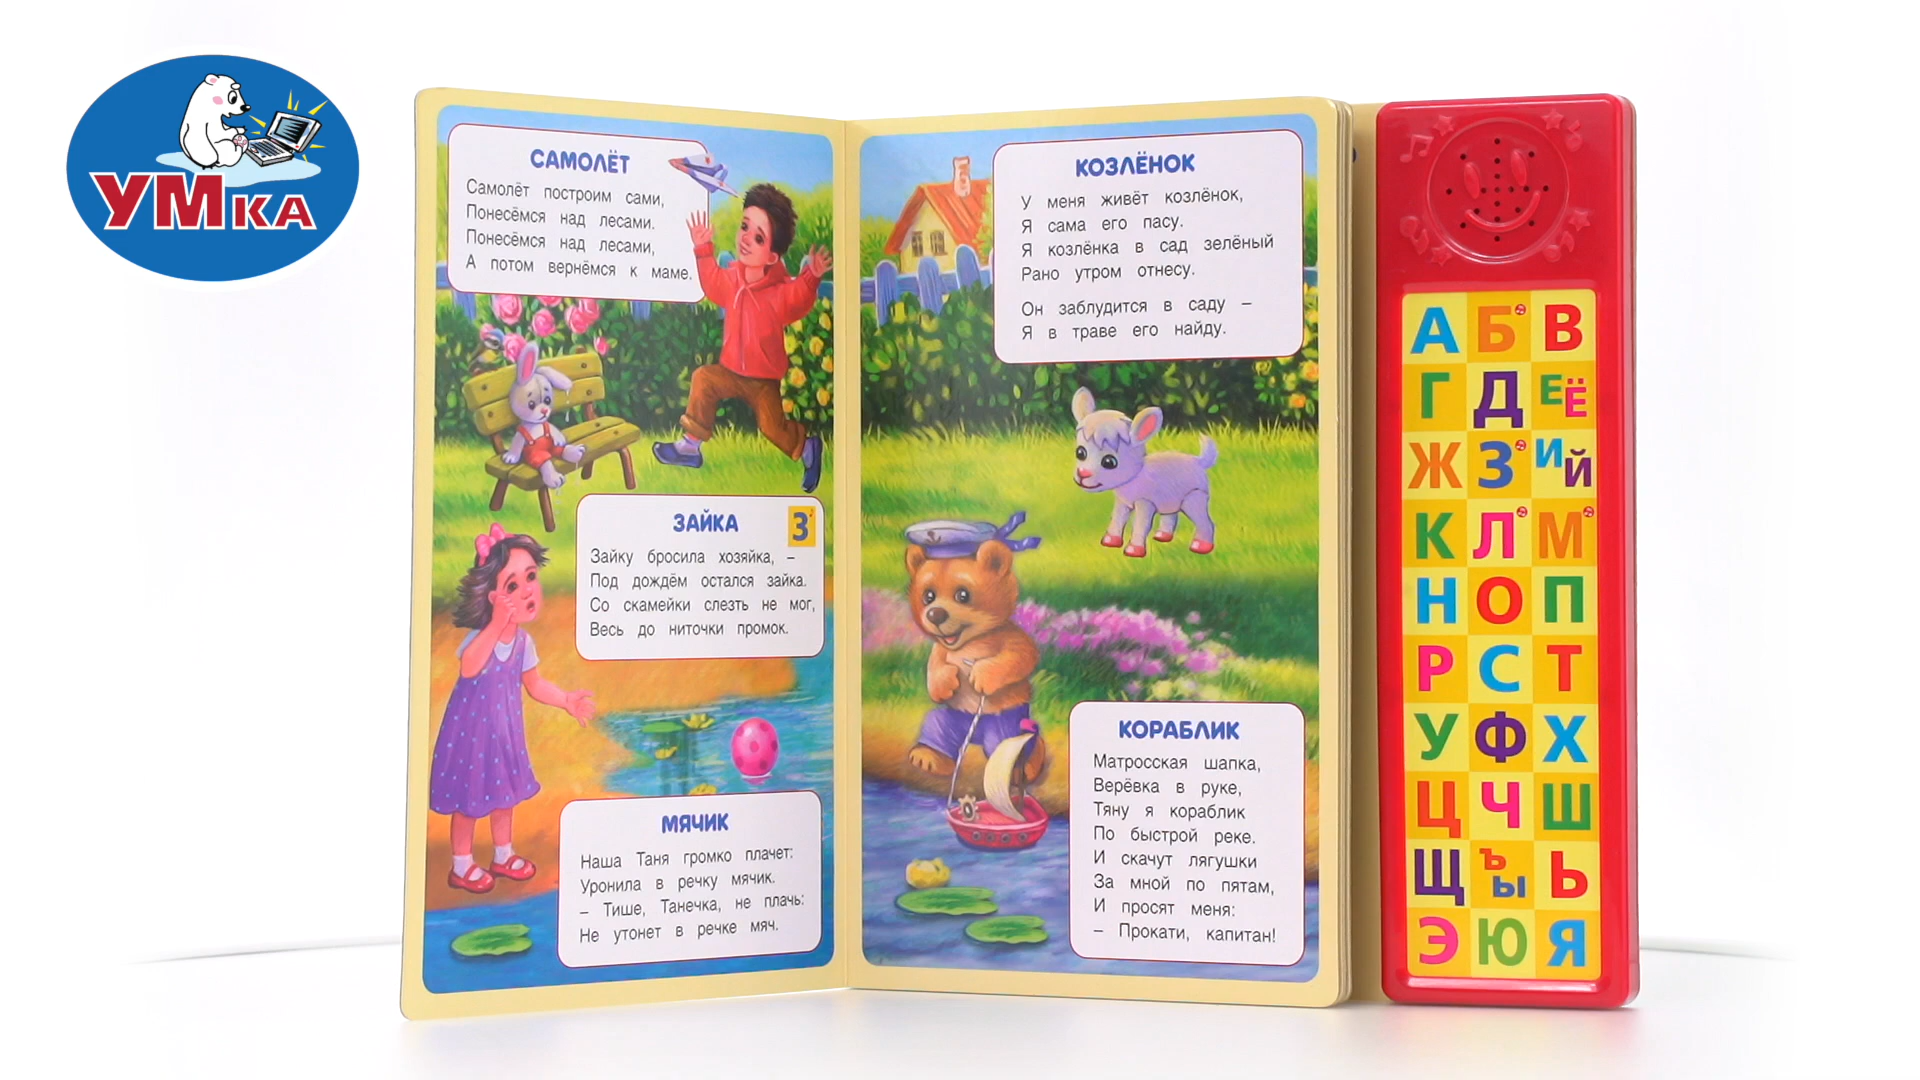 УМКА
САМОЛЁТ
Самолёт построим сами,
Понесёмся над лесами.
Понесёмся над лесами,
А потом вернёмся к маме.
ЗАЙКА
З
Зайку бросила хозяйка, –
Под дождём остался зайка.
Со скамейки слезть не мог,
Весь до ниточки промок.
МЯЧИК
Наша Таня громко плачет:
Уронила в речку мячик.
– Тише, Танечка, не плачь:
Не утонет в речке мяч.
КОЗЛЁНОК
У меня живёт козлёнок,
Я сама его пасу.
Я козлёнка в сад зелёный
Рано утром отнесу.
Он заблудится в саду –
Я в траве его найду.
КОРАБЛИК
Матросская шапка,
Верёвка в руке,
Тяну я кораблик
По быстрой реке.
И скачут лягушки
За мной по пятам,
И просят меня:
– Прокати, капитан!
А Б В
Г Д Е Ё
Ж З И Й
К Л М
Н О П
Р С Т
У Ф Х
Ц Ч Ш
Щ Ъ Ы Ь
Э Ю Я